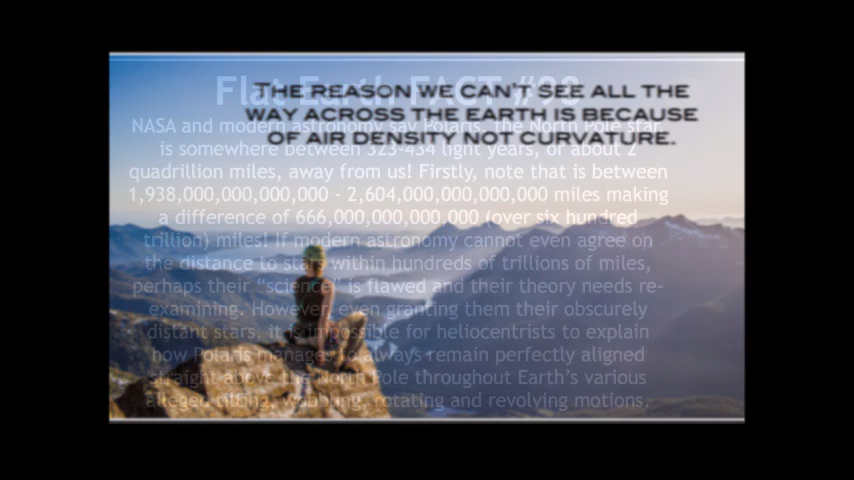 Flat Earth FACT #98
NASA and modern astronomy say Polaris, the North Pole star,
is somewhere between 323-434 light years, or about 2
quadrillion miles, away from us! Firstly, note that is between
1,938,000,000,000,000 - 2,604,000,000,000,000 miles making
a difference of 666,000,000,000,000 (over six hundred
trillion) miles! If modern astronomy cannot even agree on
the distance to stars within hundreds of trillions of miles,
perhaps their "science" is flawed and their theory needs re-
examining. However, even granting them their obscurely
distant stars, it is impossible for heliocentrists to explain
how Polaris manages to always remain perfectly aligned
straight above the North Pole throughout Earth's various
alleged tilting, wobbling, rotating and revolving motions.
THE REASON WE CAN'T SEE ALL THE
WAY ACROSS THE EARTH IS BECAUSE
OF AIR DENSITY NOT CURVATURE.